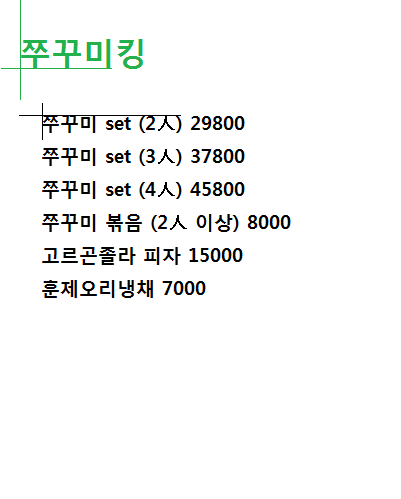 쭈꾸미킹
쭈꾸미 set (2人) 29800
쭈꾸미 set (3人) 37800
쭈꾸미 set (4人) 45800
쭈꾸미 볶음 (2人 이상) 8000
고르곤졸라 피자 15000
훈제오리냉채 7000